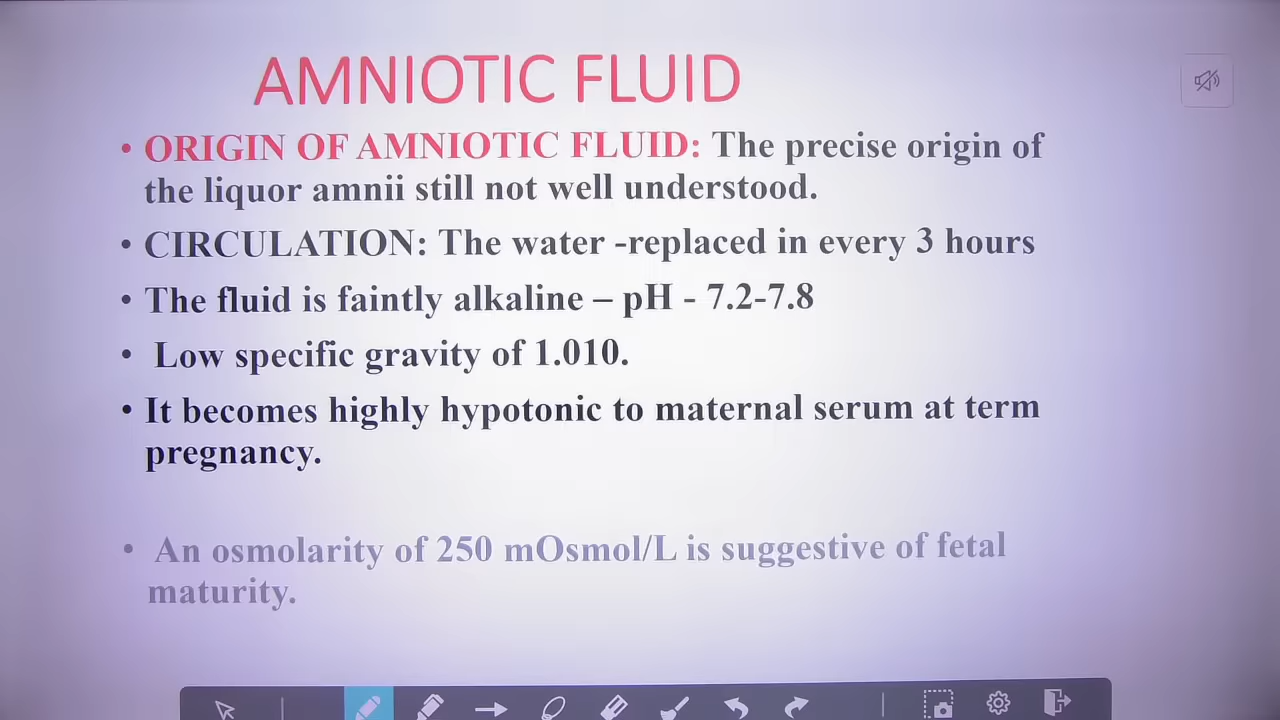 AMNIOTIC FLUID
• ORIGIN OF AMNIOTIC FLUID: The precise origin of
the liquor amnii still not well understood.
• CIRCULATION: The water -replaced in every 3 hours
• The fluid is faintly alkaline – pH - 7.2-7.8
• Low specific gravity of 1.010.
• It becomes highly hypotonic to maternal serum at term
pregnancy.
• An osmolarity of 250 mOsmol/L is suggestive of fetal
maturity.